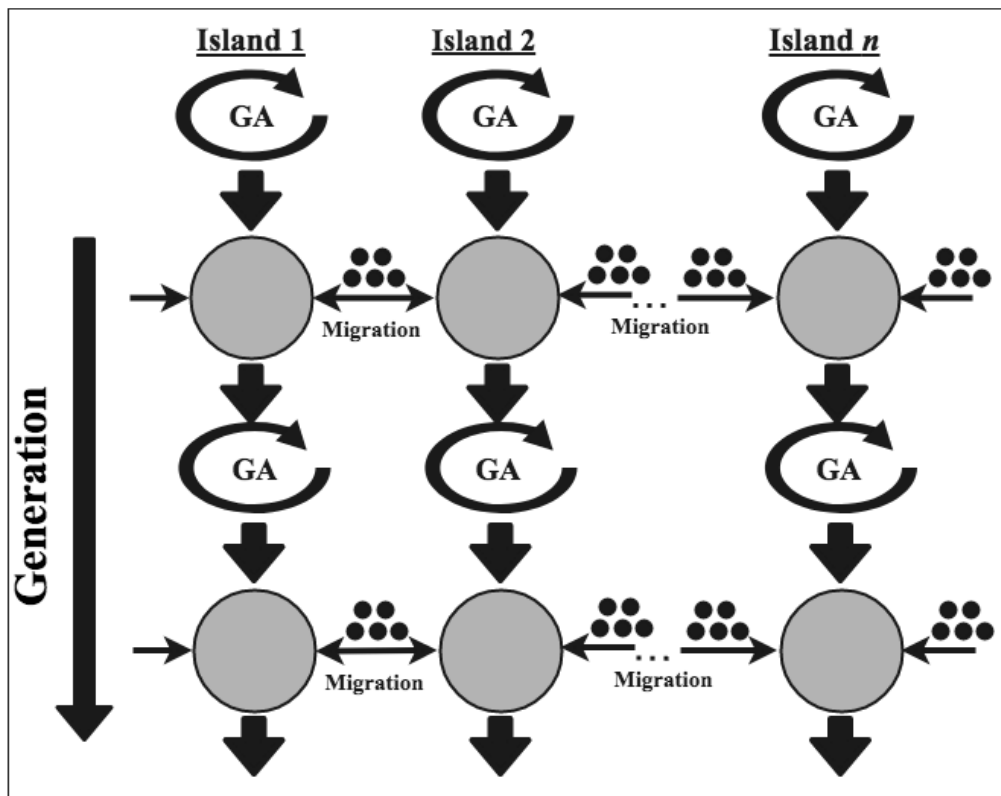 Island 1
Island 2
Island n
GA
GA
GA
Migration
...
Migration
Generation
GA
GA
GA
Migration
...
Migration